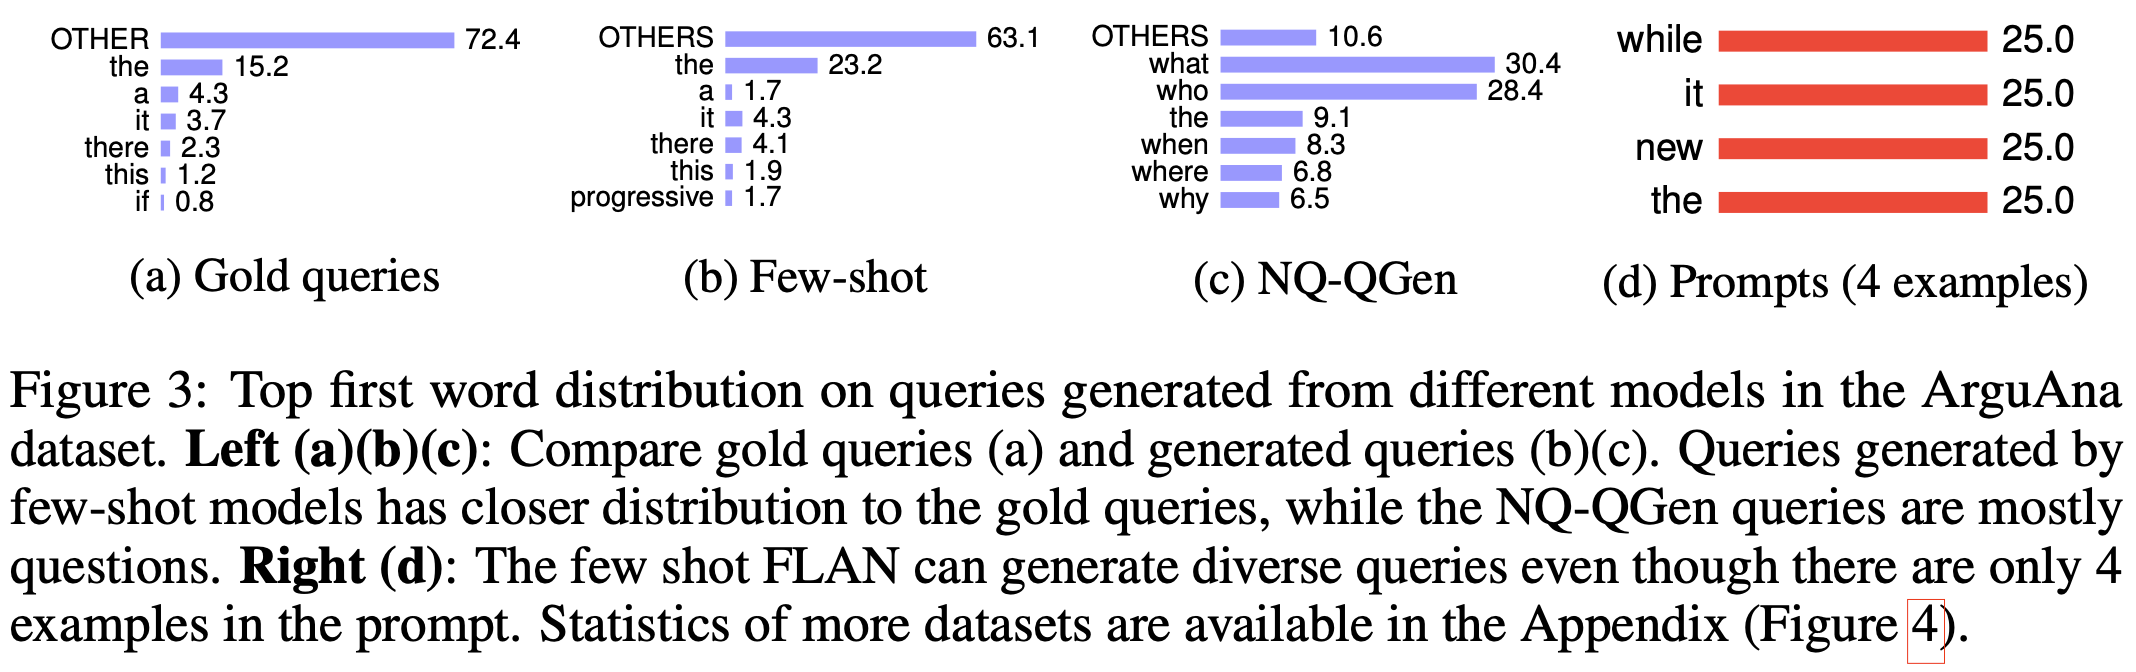 OTHER 72.4
the 15.2
a 4.3
it 3.7
there 2.3
this 1.2
if 0.8
(a) Gold queries
OTHERS 63.1
the 23.2
a 1.7
it 4.3
there 4.1
this 1.9
progressive 1.7
(b) Few-shot
OTHERS 10.6
what 30.4
who 28.4
the 9.1
when 8.3
where 6.8
why 6.5
(c) NQ-QGen
while 25.0
it 25.0
new 25.0
the 25.0
(d) Prompts (4 examples)
Figure 3: Top first word distribution on queries generated from different models in the ArguAna
dataset. Left (a)(b)(c): Compare gold queries (a) and generated queries (b)(c). Queries generated by
few-shot models has closer distribution to the gold queries, while the NQ-QGen queries are mostly
questions. Right (d): The few shot FLAN can generate diverse queries even though there are only 4
examples in the prompt. Statistics of more datasets are available in the Appendix (Figure 4).